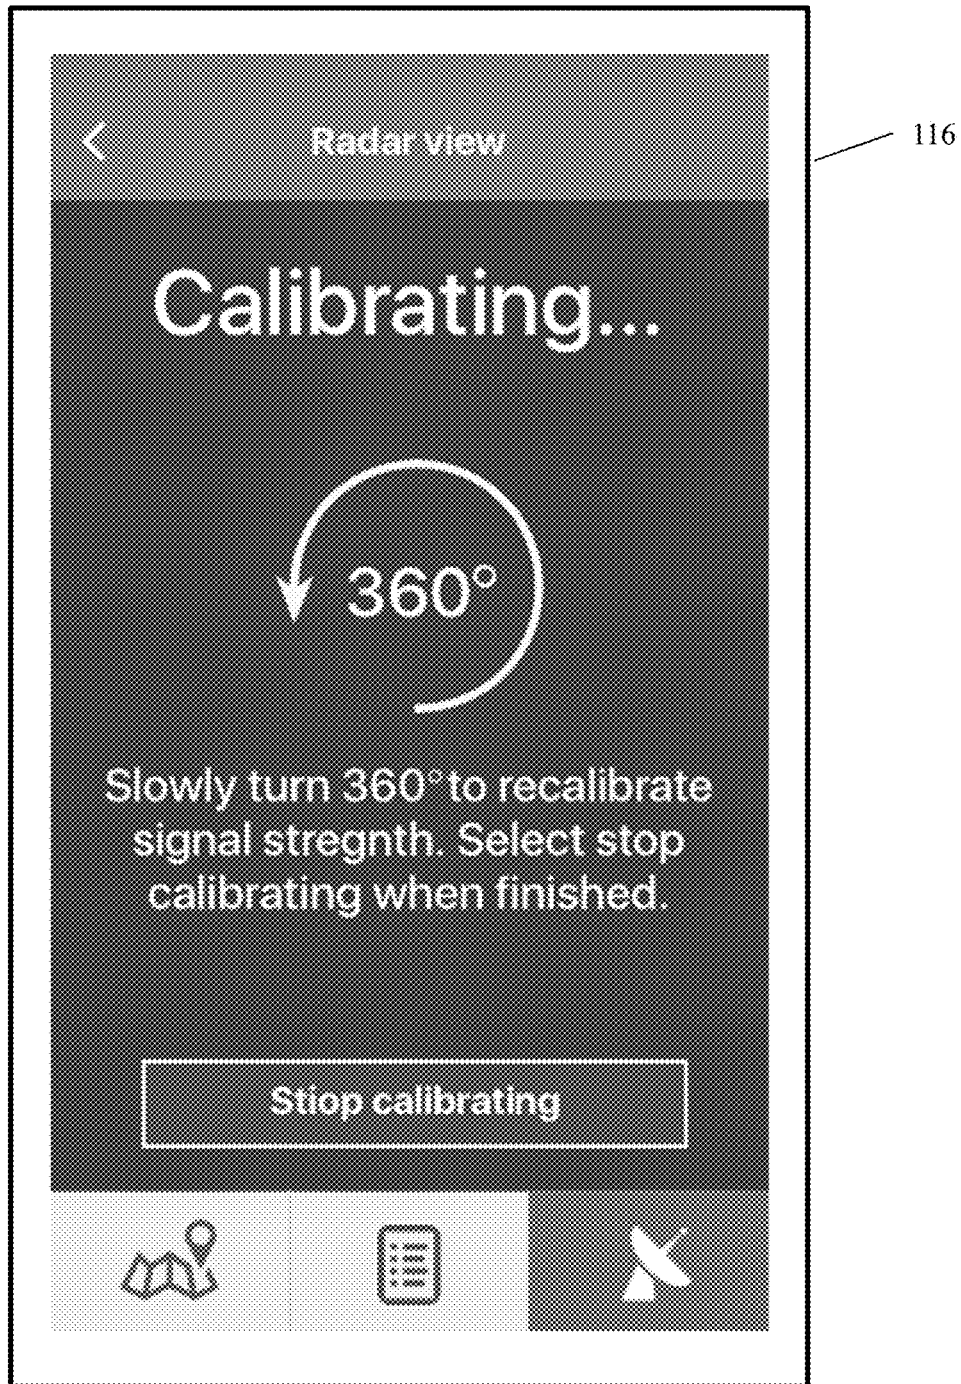 Radar view
116
Calibrating...
360°
Slowly turn 360° to recalibrate
signal stregnth. Select stop
calibrating when finished.
Stiop calibrating